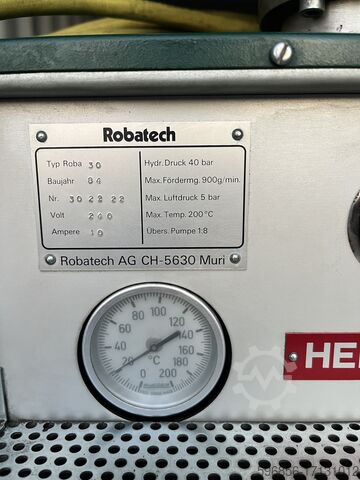 Robatech
Typ Roba 30 Hydr. Druck 40 bar
Baujahr 84 Max. Fördermg. 900g/min.
Nr. 30 22 22 Max. Luftdruck 5 bar
Volt 240 Max. Temp. 200°C
Ampere 10 Übers. Pumpe 1:8
Robatech AG CH-5630 Muri
100 120
80 140
60 160
40 °C 180
20 200
0 200
HE